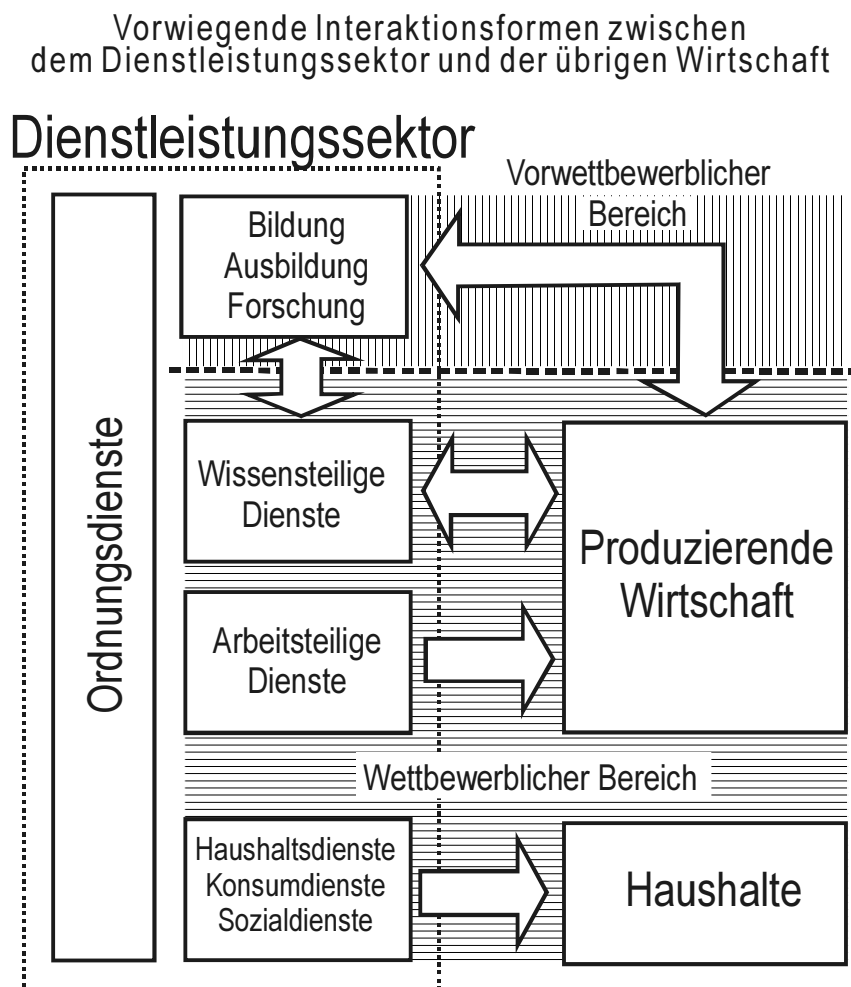 Vorwiegende Interaktionsformen zwischen
dem Dienstleistungssektor und der übrigen Wirtschaft
Dienstleistungssektor
Vorwettbewerblicher
Bereich
Bildung
Ausbildung
Forschung
Ordnungsdienste
Wissensteilige
Dienste
Produzierende
Wirtschaft
Arbeitsteilige
Dienste
Wettbewerblicher Bereich
Haushaltsdienste
Konsumdienste
Sozialdienste
Haushalte